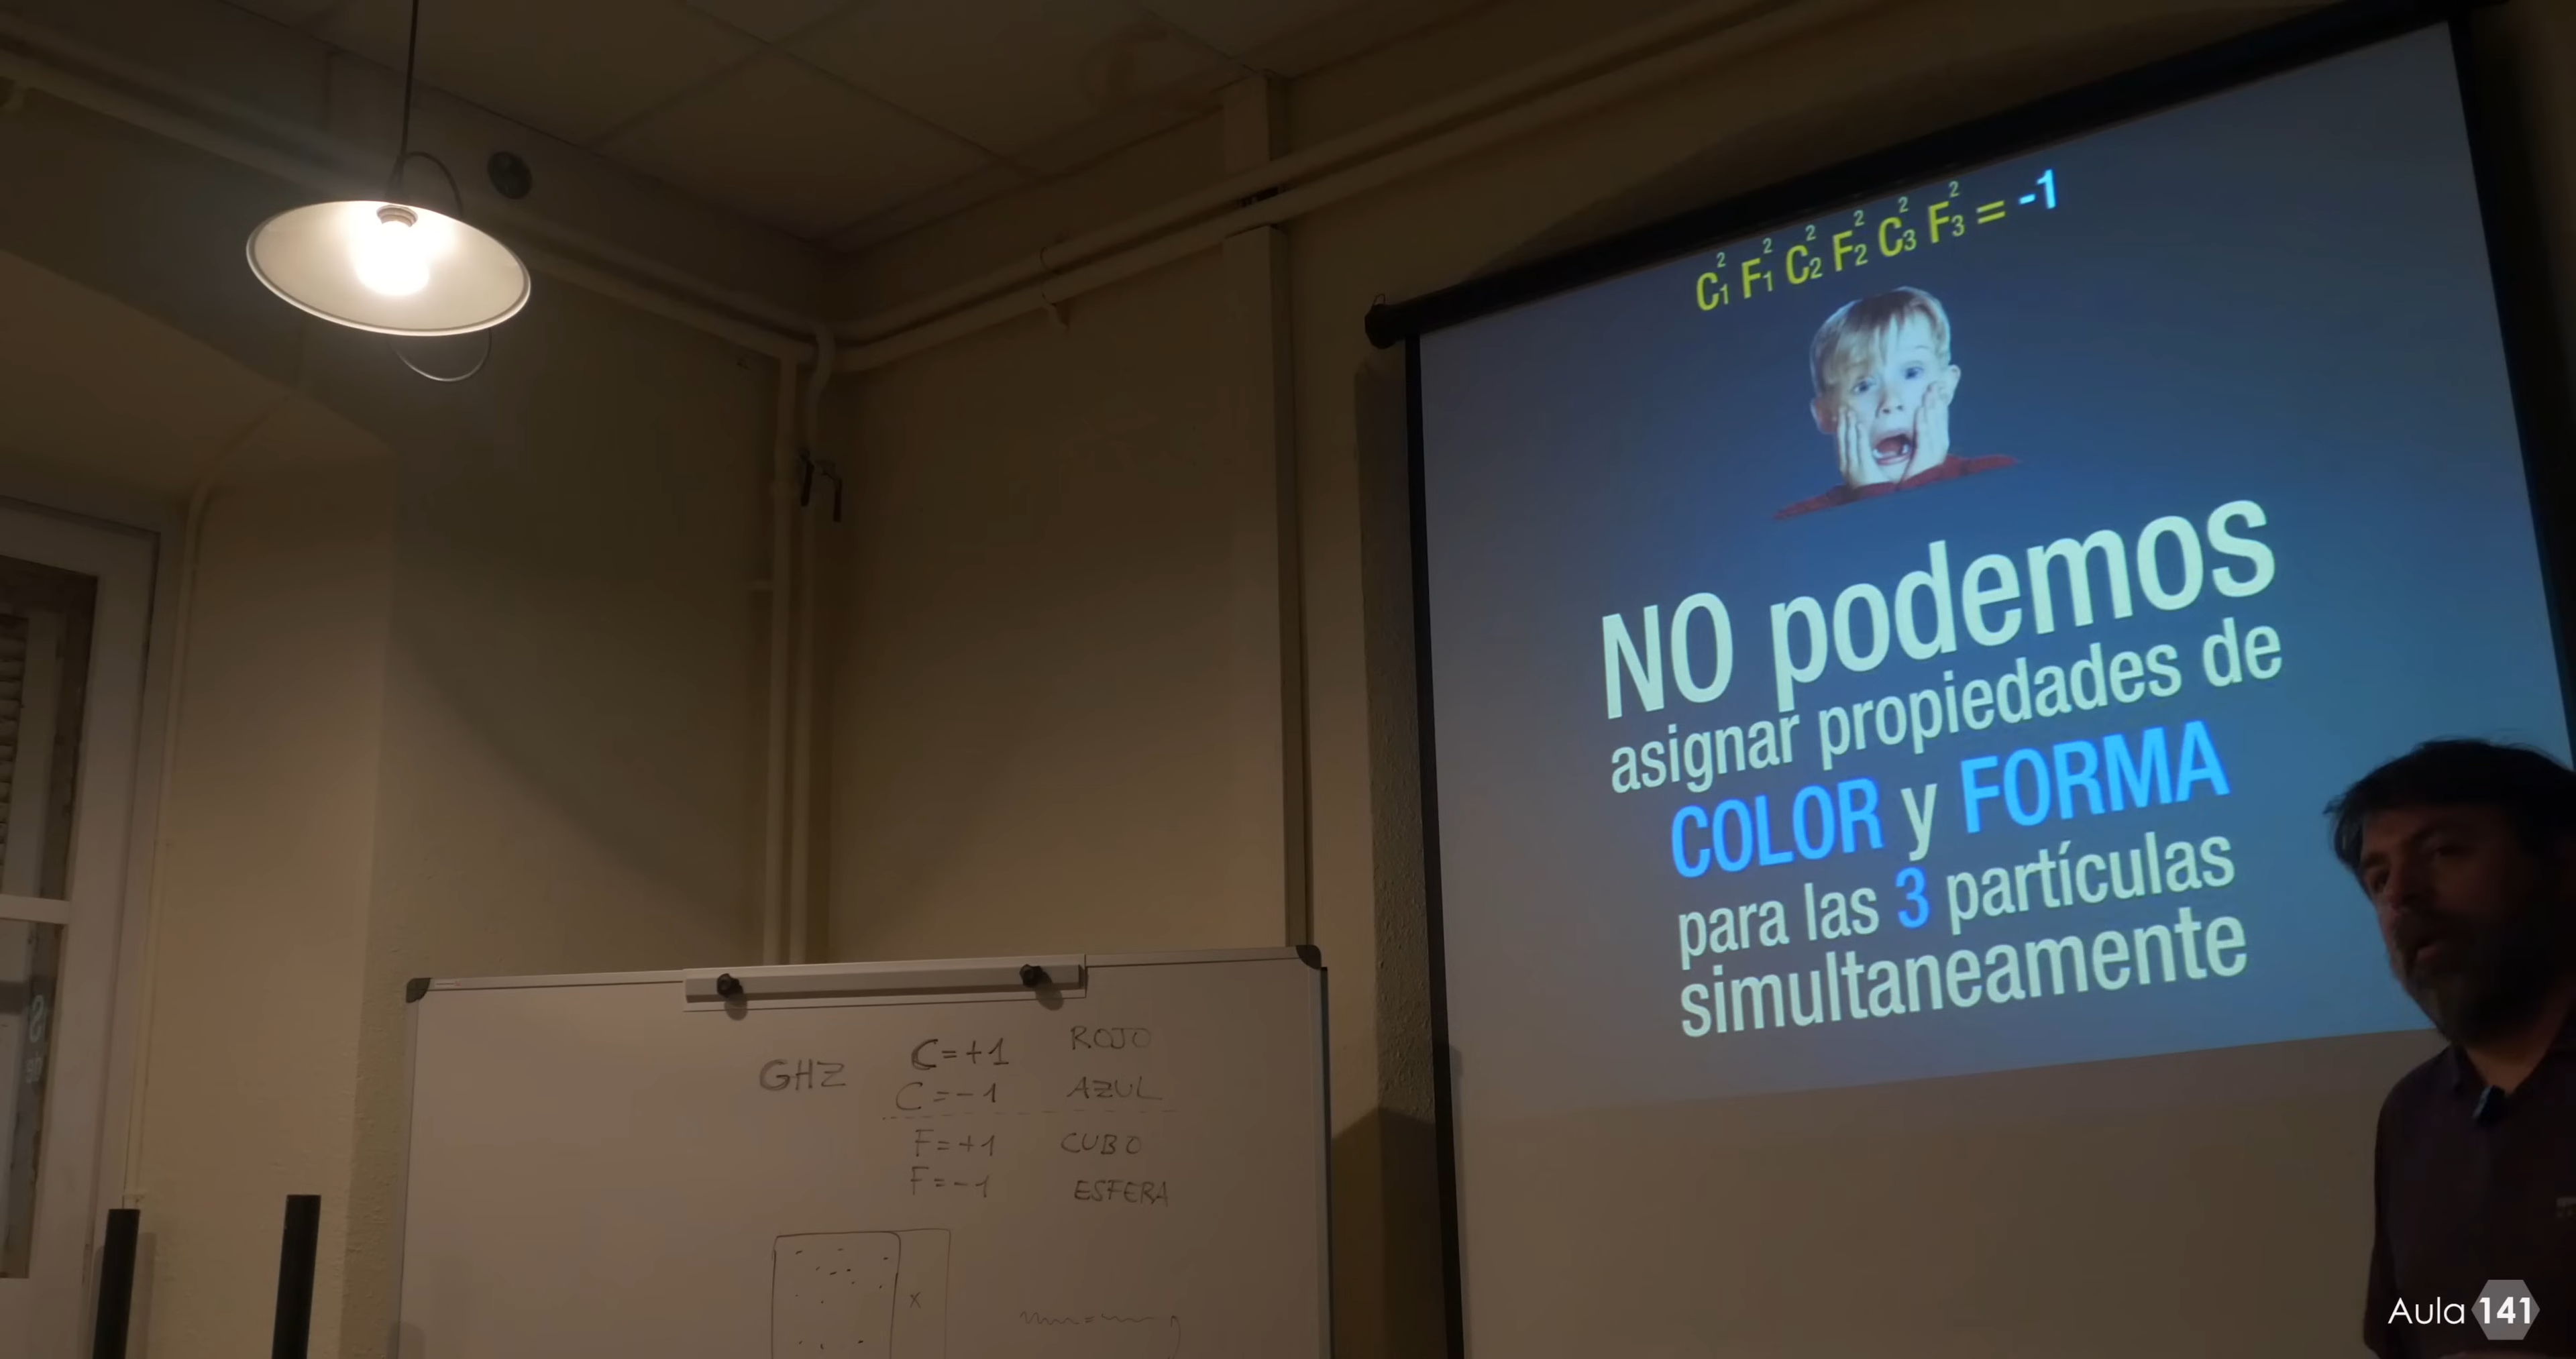 C₁² F₁² C₂² F₂² C₃² F₃² = -1
NO podemos
asignar propiedades de
COLOR y FORMA
para las 3 partículas
simultaneamente
GHZ
C=+1 ROJO
C=-1 AZUL
F=+1 CUBO
F=-1 ESFERA
x
Aula 141